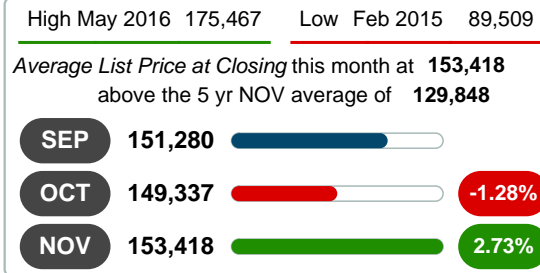 High May 2016 175,467 Low Feb 2015 89,509
Average List Price at Closing this month at 153,418
above the 5 yr NOV average of 129,848
SEP 151,280
OCT 149,337 -1.28%
NOV 153,418 2.73%